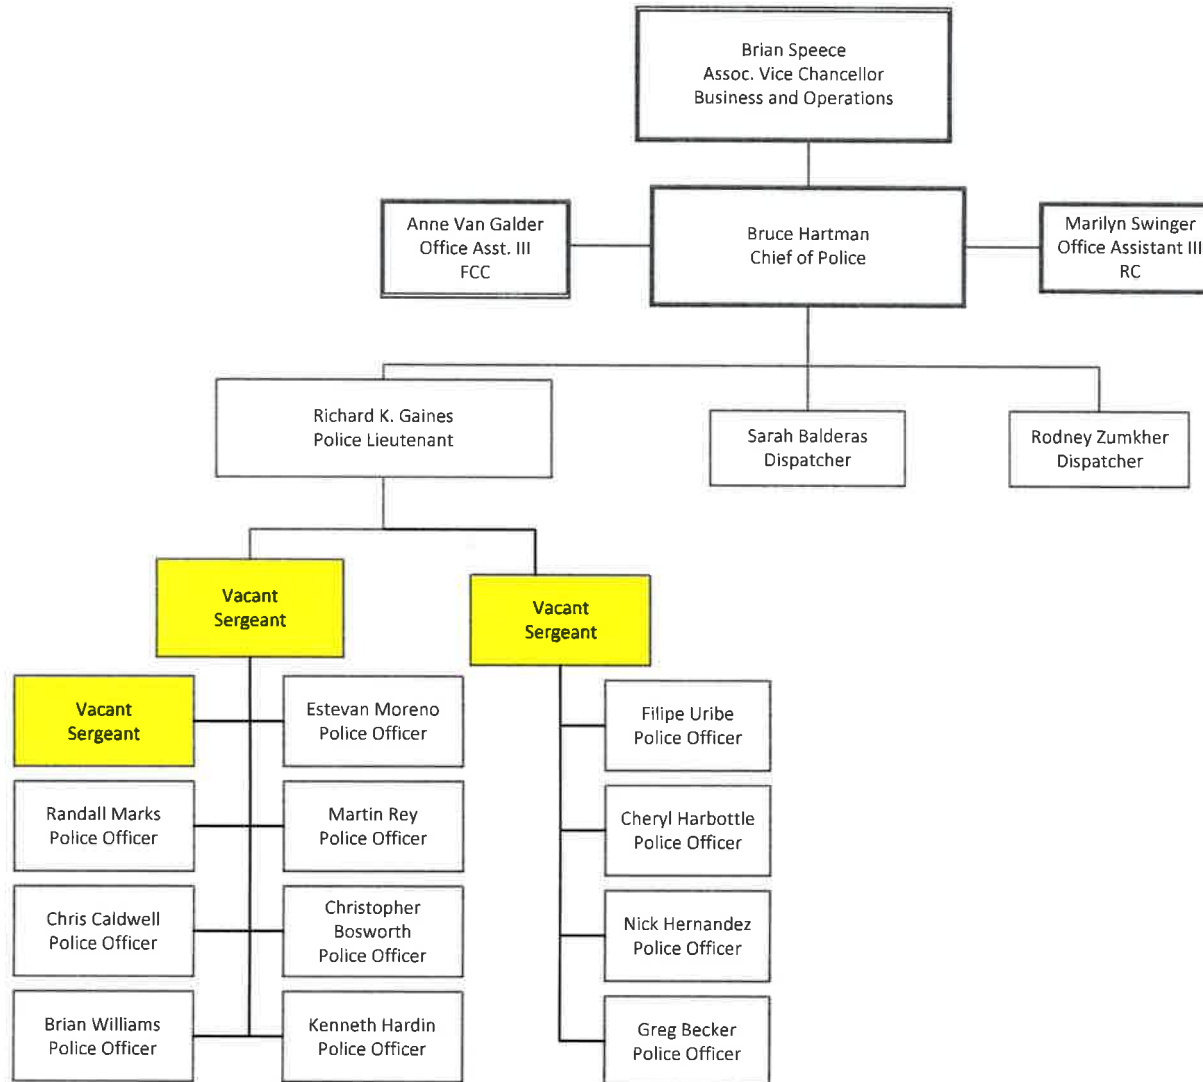 Brian Speece
Assoc. Vice Chancellor
Business and Operations
Anne Van Galder
Office Asst. III
FCC
Bruce Hartman
Chief of Police
Marilyn Swinger
Office Assistant III
RC
Richard K. Gaines
Police Lieutenant
Sarah Balderas
Dispatcher
Rodney Zumkher
Dispatcher
Vacant
Sergeant
Vacant
Sergeant
Vacant
Sergeant
Estevan Moreno
Police Officer
Filipe Uribe
Police Officer
Randall Marks
Police Officer
Martin Rey
Police Officer
Cheryl Harbottle
Police Officer
Chris Caldwell
Police Officer
Christopher
Bosworth
Police Officer
Nick Hernandez
Police Officer
Brian Williams
Police Officer
Kenneth Hardin
Police Officer
Greg Becker
Police Officer